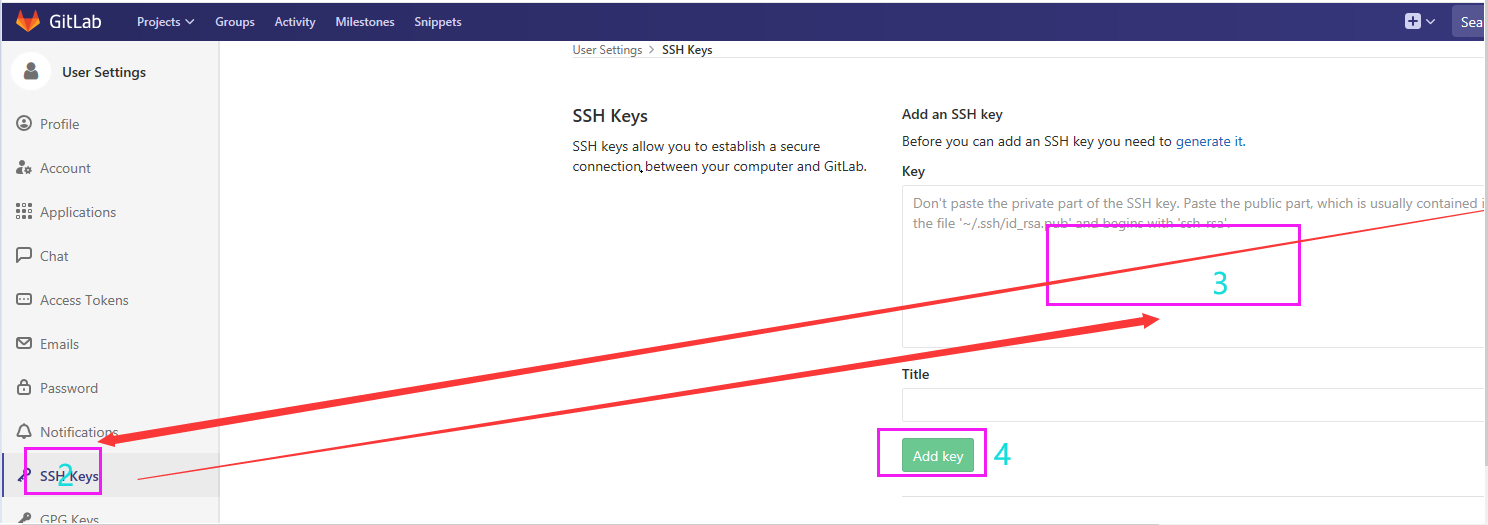 GitLab Projects Groups Activity Milestones Snippets Sea
User Settings > SSH Keys
User Settings
Profile
Account
Applications
Chat
Access Tokens
Emails
Password
Notifications
SSH Keys
2
GPG Keys
SSH Keys
SSH keys allow you to establish a secure
connection between your computer and GitLab.
Add an SSH key
Before you can add an SSH key you need to generate it.
Key
Don't paste the private part of the SSH key. Paste the public part, which is usually contained i
the file '~/.ssh/id_rsa.pub' and begins with 'ssh-rsa'.
3
Title
Add key
4